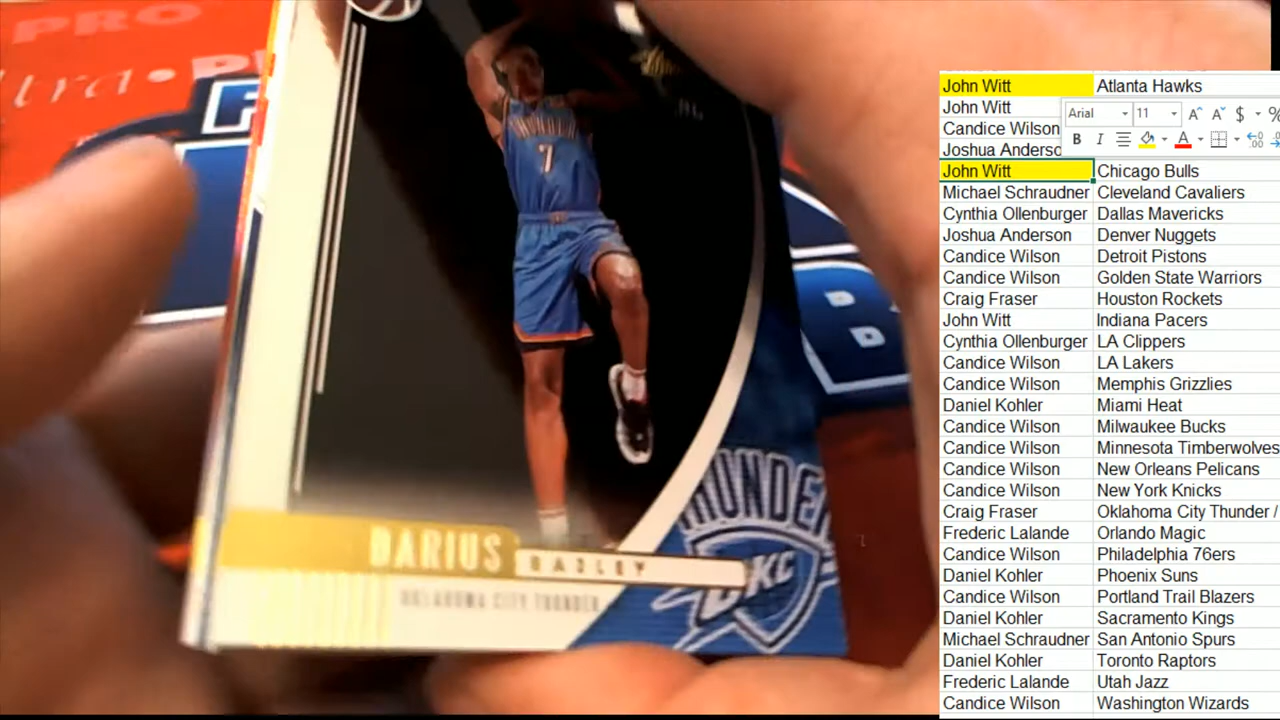 PRO
THUNDER
7
DARIUS BAZLEY
OKLAHOMA CITY THUNDER
THUNDER
OKC
John Witt Atlanta Hawks
John Witt
Candice Wilson
Joshua Anderso
Arial 11 A A $ %
B I A
John Witt Chicago Bulls
Michael Schraudner Cleveland Cavaliers
Cynthia Ollenburger Dallas Mavericks
Joshua Anderson Denver Nuggets
Candice Wilson Detroit Pistons
Candice Wilson Golden State Warriors
Craig Fraser Houston Rockets
John Witt Indiana Pacers
Cynthia Ollenburger LA Clippers
Candice Wilson LA Lakers
Candice Wilson Memphis Grizzlies
Daniel Kohler Miami Heat
Candice Wilson Milwaukee Bucks
Candice Wilson Minnesota Timberwolves
Candice Wilson New Orleans Pelicans
Candice Wilson New York Knicks
Craig Fraser Oklahoma City Thunder /
Frederic Lalande Orlando Magic
Candice Wilson Philadelphia 76ers
Daniel Kohler Phoenix Suns
Candice Wilson Portland Trail Blazers
Daniel Kohler Sacramento Kings
Michael Schraudner San Antonio Spurs
Daniel Kohler Toronto Raptors
Frederic Lalande Utah Jazz
Candice Wilson Washington Wizards